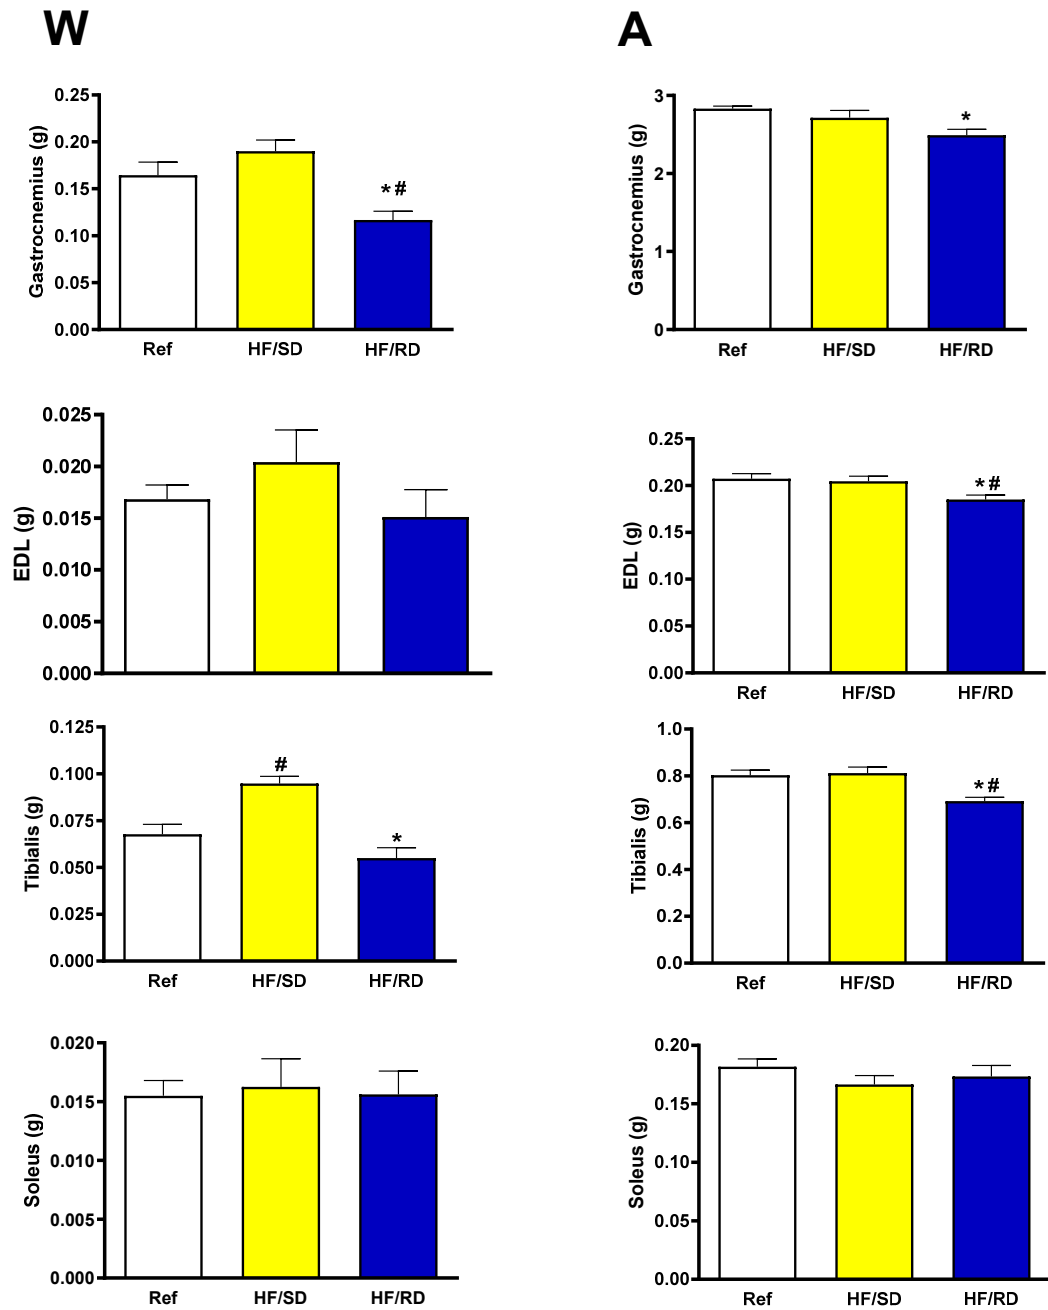 W
A
0.25
0.20
0.15
0.10
0.05
0.00
Gastrocnemius (g)
*#
Ref HF/SD HF/RD
3
2
1
0
Gastrocnemius (g)
*
Ref HF/SD HF/RD
0.025
0.020
0.015
0.010
0.005
0.000
EDL (g)
0.25
0.20
0.15
0.10
0.05
0.00
EDL (g)
*#
Ref HF/SD HF/RD
0.125
0.100
0.075
0.050
0.025
0.000
Tibialis (g)
#
*
Ref HF/SD HF/RD
1.0
0.8
0.6
0.4
0.2
0.0
Tibialis (g)
*#
Ref HF/SD HF/RD
0.020
0.015
0.010
0.005
0.000
Soleus (g)
Ref HF/SD HF/RD
0.20
0.15
0.10
0.05
0.00
Soleus (g)
Ref HF/SD HF/RD